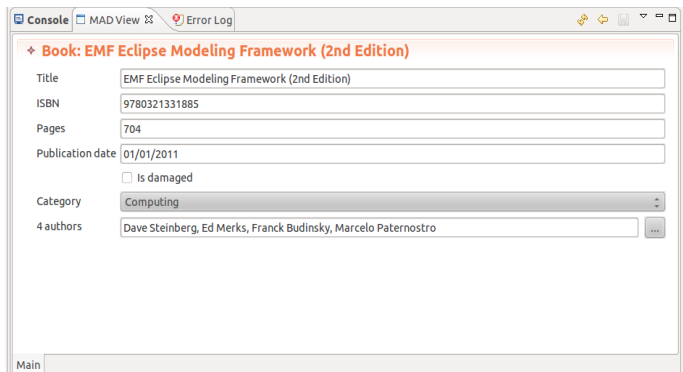 Console MAD View Error Log
Book: EMF Eclipse Modeling Framework (2nd Edition)
Title EMF Eclipse Modeling Framework (2nd Edition)
ISBN 9780321331885
Pages 704
Publication date 01/01/2011
Is damaged
Category Computing
4 authors Dave Steinberg, Ed Merks, Franck Budinsky, Marcelo Paternostro ...
Main